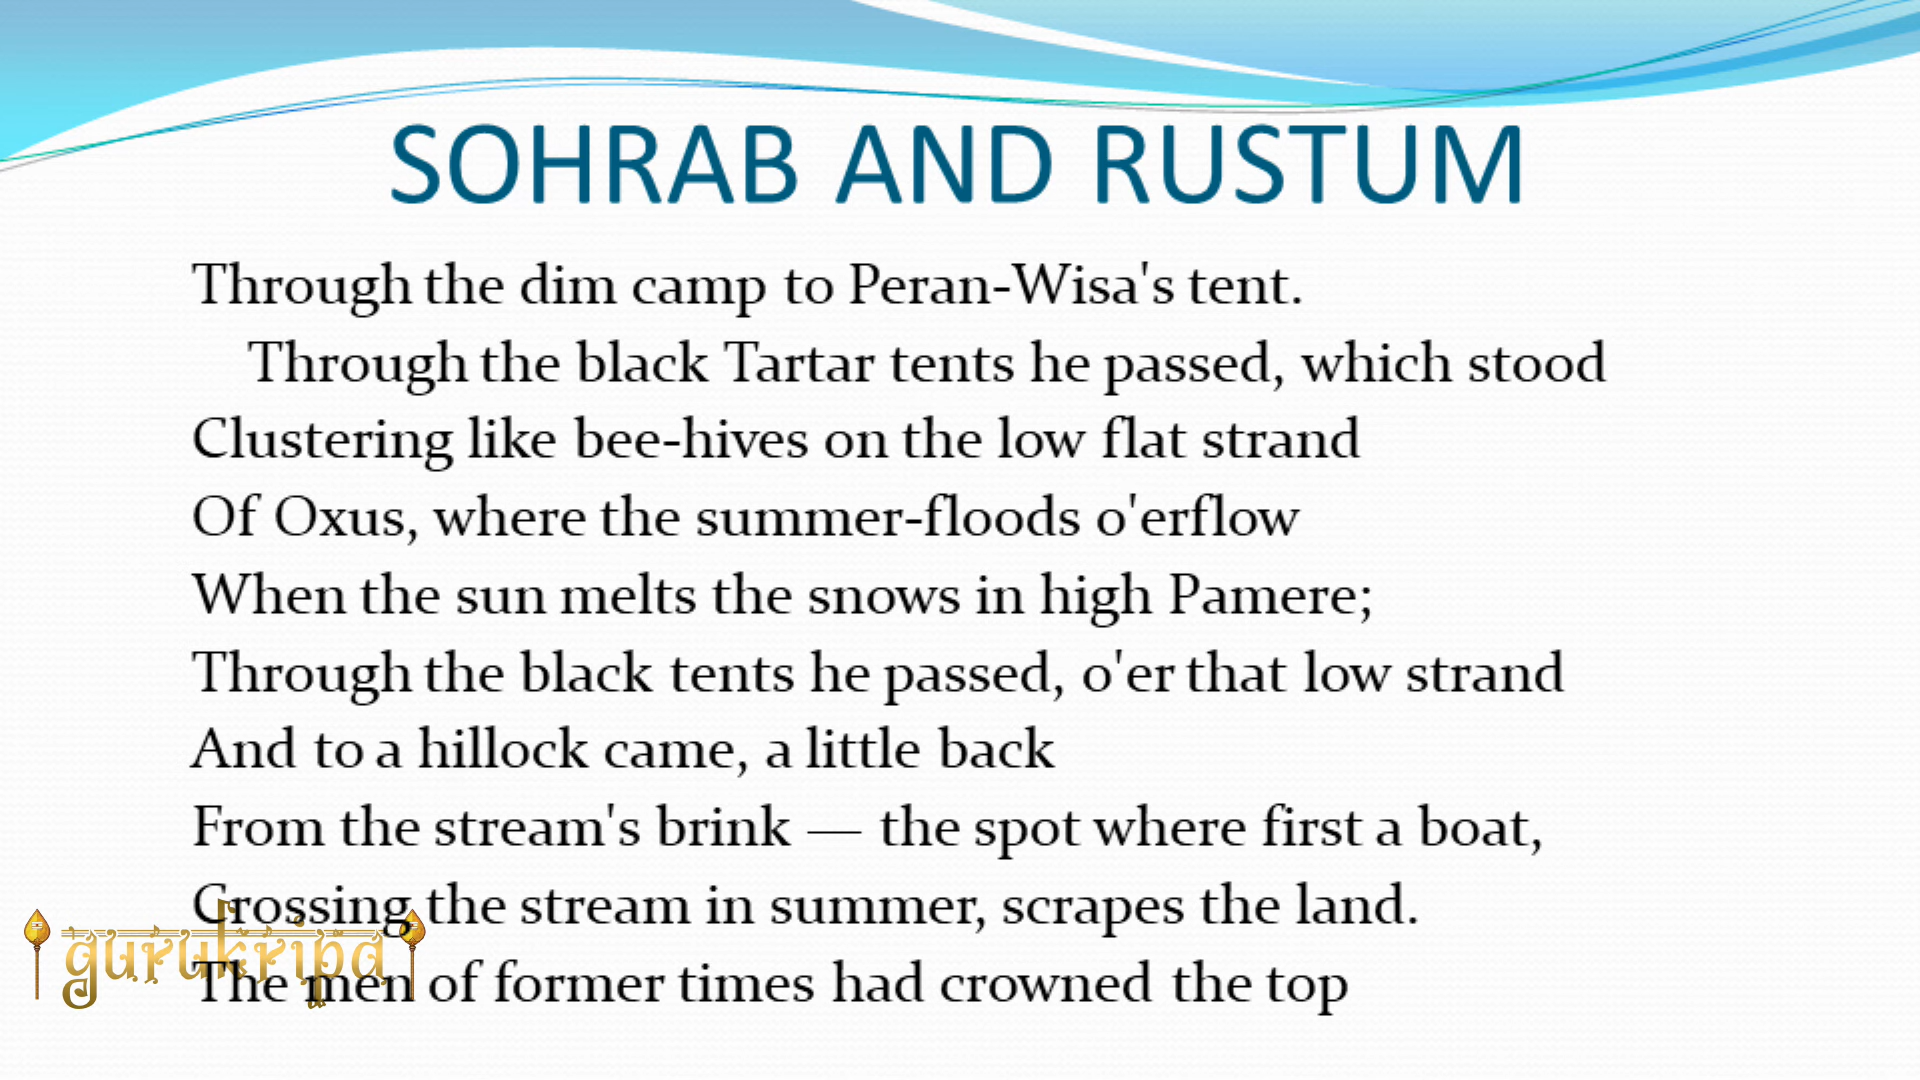 SOHRAB AND RUSTUM
Through the dim camp to Peran-Wisa's tent.
Through the black Tartar tents he passed, which stood
Clustering like bee-hives on the low flat strand
Of Oxus, where the summer-floods o'erflow
When the sun melts the snows in high Pamere;
Through the black tents he passed, o'er that low strand
And to a hillock came, a little back
From the stream's brink — the spot where first a boat,
Crossing the stream in summer, scrapes the land.
gurukripa
The men of former times had crowned the top